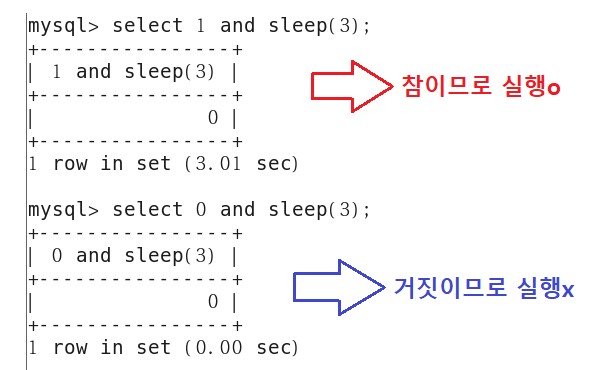 mysql> select 1 and sleep(3);
+----------------+
| 1 and sleep(3) |
+----------------+
|              0 |
+----------------+
1 row in set (3.01 sec)
참이므로 실행o
mysql> select 0 and sleep(3);
+----------------+
| 0 and sleep(3) |
+----------------+
|              0 |
+----------------+
1 row in set (0.00 sec)
거짓이므로 실행x